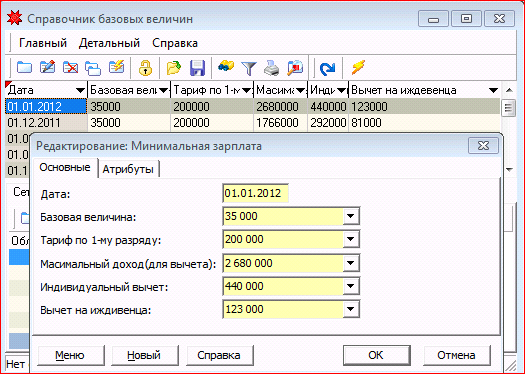 Справочник базовых величин
Главный Детальный Справка
Дата Базовая вели Тариф по 1-м Максима Инди Вычет на иждевенца
01.01.2012 35000 200000 2680000 440000 123000
01.12.2011 35000 200000 1766000 292000 81000
01.0
01.0
01.1
Сет
Обл
Нет
Редактирование: Минимальная зарплата
Основные Атрибуты
Дата: 01.01.2012
Базовая величина: 35 000
Тариф по 1-му разряду: 200 000
Масимальный доход(для вычета): 2 680 000
Индивидуальный вычет: 440 000
Вычет на иждивенца: 123 000
Меню Новый Справка OK Отмена